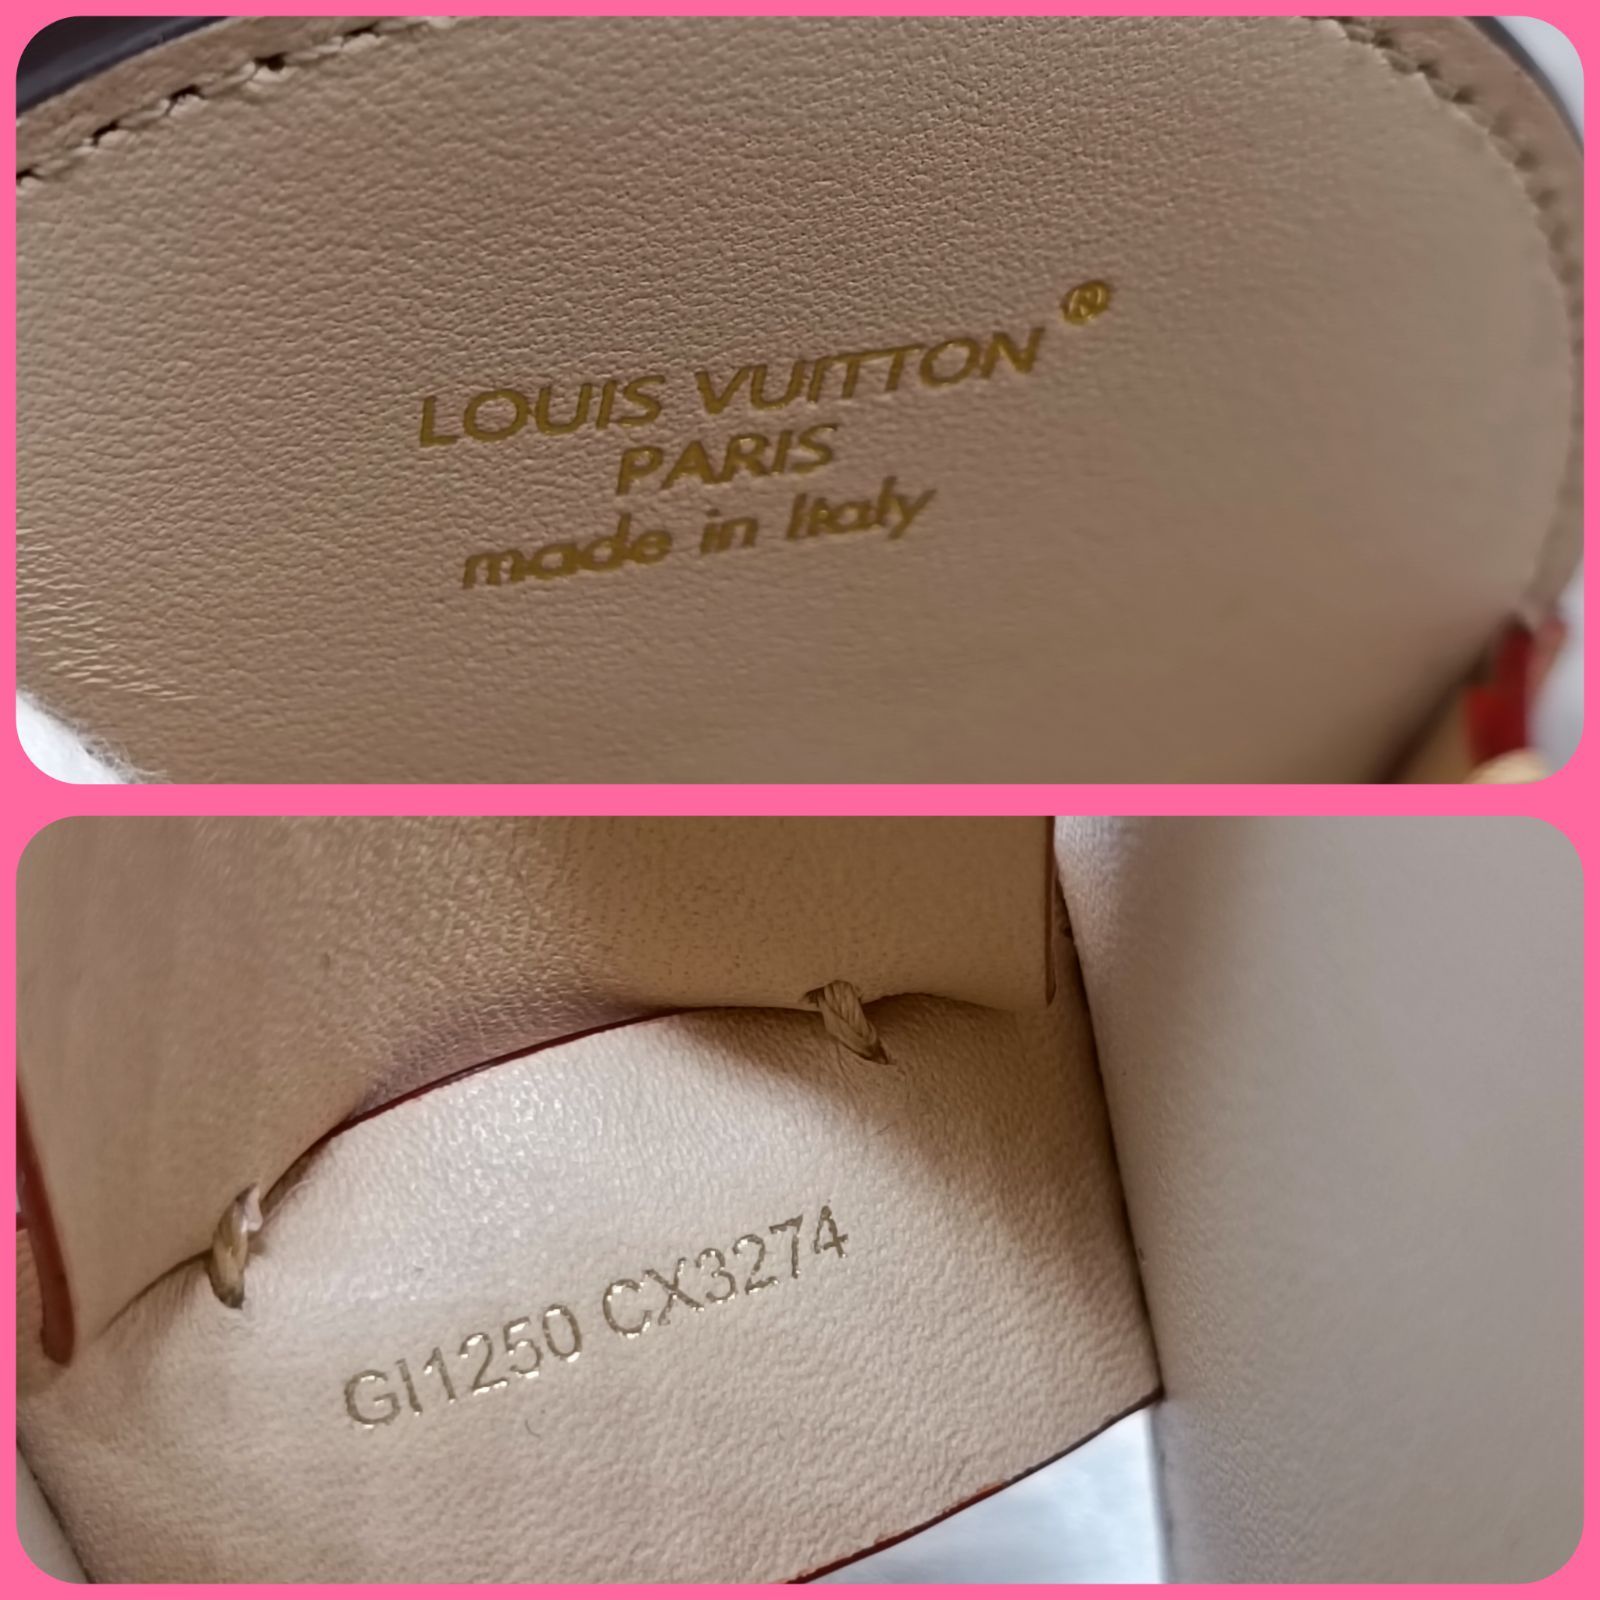 LOUIS VUITTON ®
PARIS
made in Italy
GI1250 CX3274